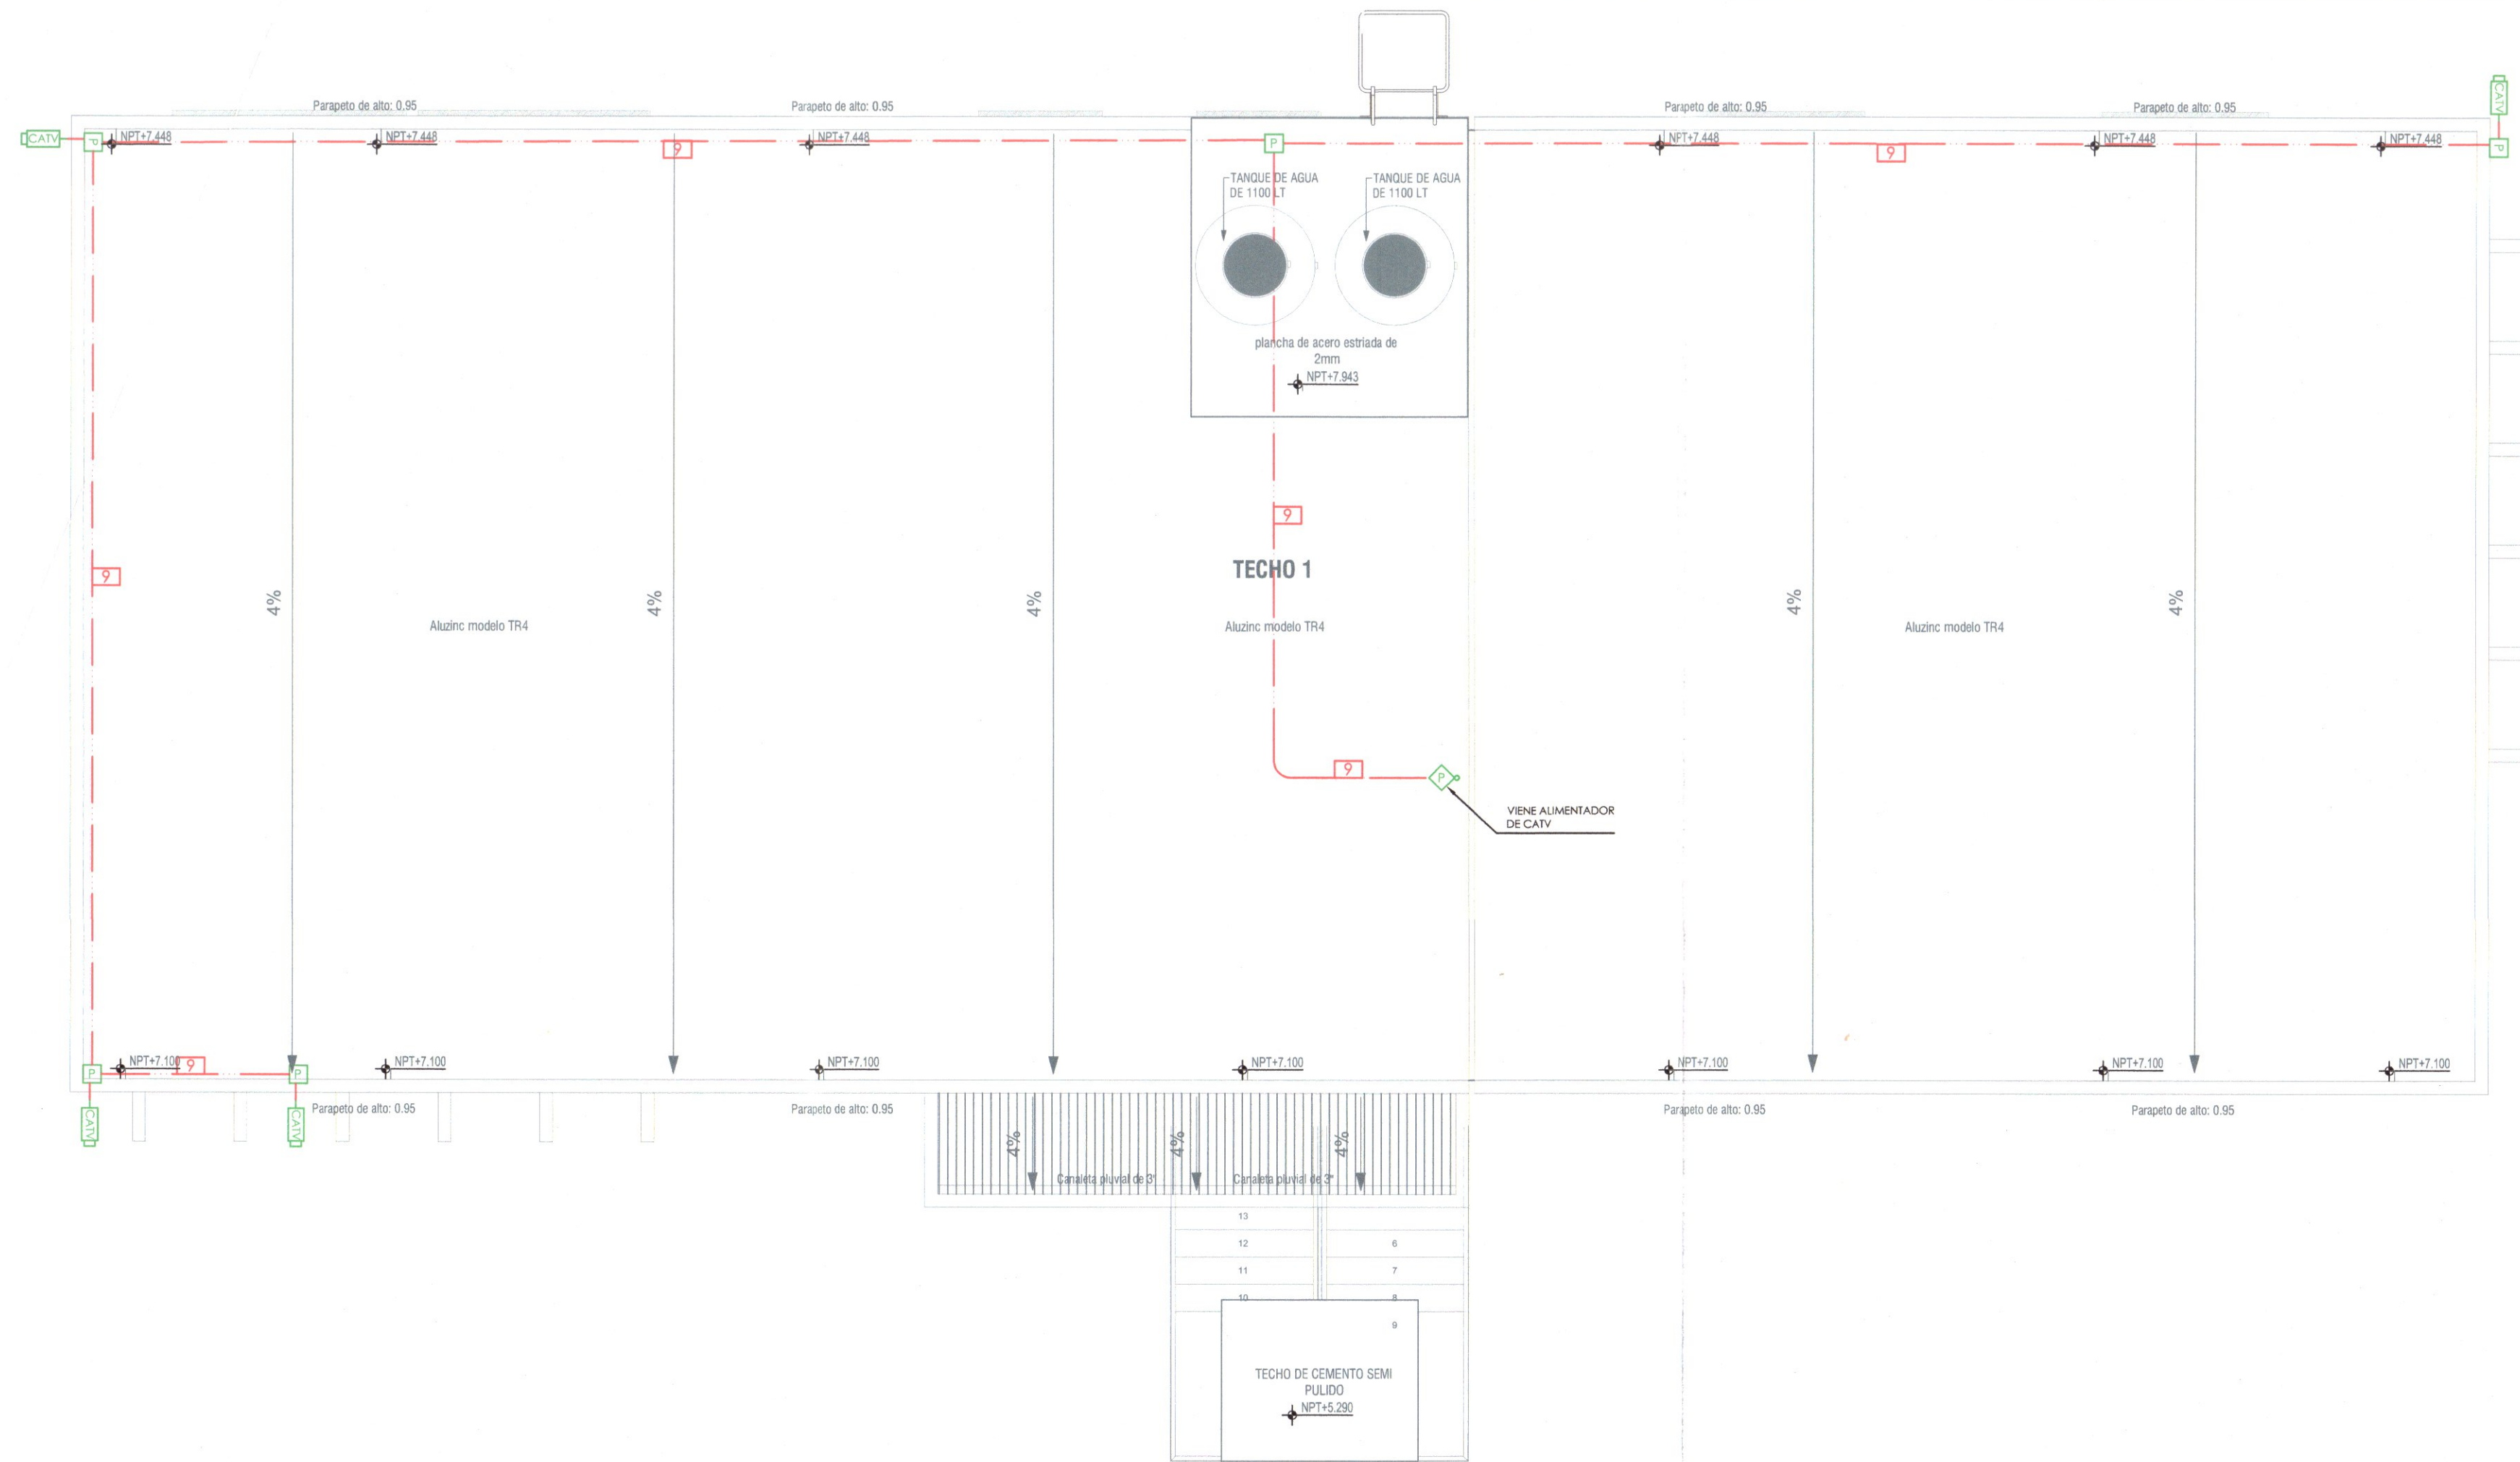 CATV
Parapeto de alto: 0.95
Parapeto de alto: 0.95
Parapeto de alto: 0.95
Parapeto de alto: 0.95
CATV
P
NPT+7.448
NPT+7.448
9
NPT+7.448
P
NPT+7.448
9
NPT+7.448
NPT+7.448
P
TANQUE DE AGUA
DE 1100 LT
TANQUE DE AGUA
DE 1100 LT
plancha de acero estriada de
2mm
NPT+7.943
9
TECHO 1
9
4%
4%
4%
4%
4%
Aluzinc modelo TR4
Aluzinc modelo TR4
Aluzinc modelo TR4
9
P
VIENE ALIMENTADOR
DE CATV
P
NPT+7.100
9
P
NPT+7.100
NPT+7.100
NPT+7.100
NPT+7.100
NPT+7.100
NPT+7.100
CATV
CATV
Parapeto de alto: 0.95
Parapeto de alto: 0.95
Parapeto de alto: 0.95
Parapeto de alto: 0.95
4%
4%
4%
Canaleta pluvial de 3"
Canaleta pluvial de 3"
13
12
6
11
7
10
8
9
TECHO DE CEMENTO SEMI
PULIDO
NPT+5.290